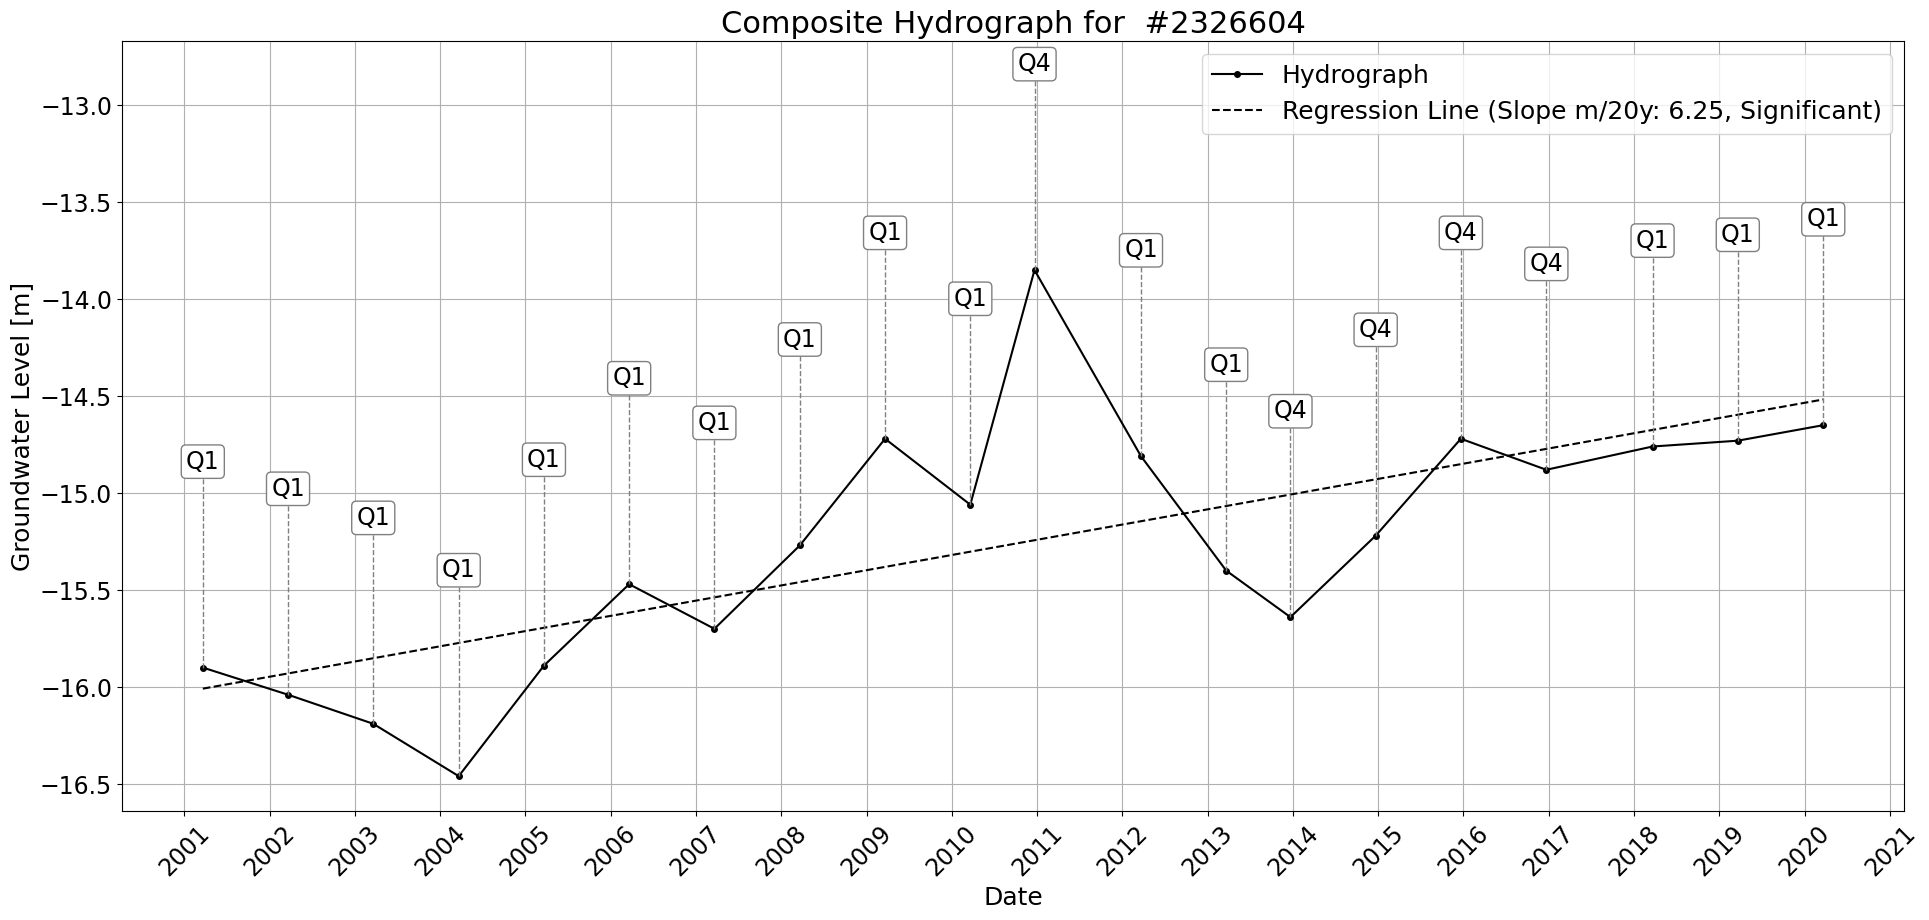 Composite Hydrograph for  #2326604
Hydrograph
Regression Line (Slope m/20y: 6.25, Significant)
Groundwater Level [m]
−13.0
−13.5
−14.0
−14.5
−15.0
−15.5
−16.0
−16.5
Q1
Q1
Q1
Q1
Q1
Q1
Q1
Q1
Q1
Q1
Q4
Q1
Q1
Q4
Q4
Q4
Q4
Q1
Q1
Q1
2001
2002
2003
2004
2005
2006
2007
2008
2009
2010
2011
2012
2013
2014
2015
2016
2017
2018
2019
2020
2021
Date